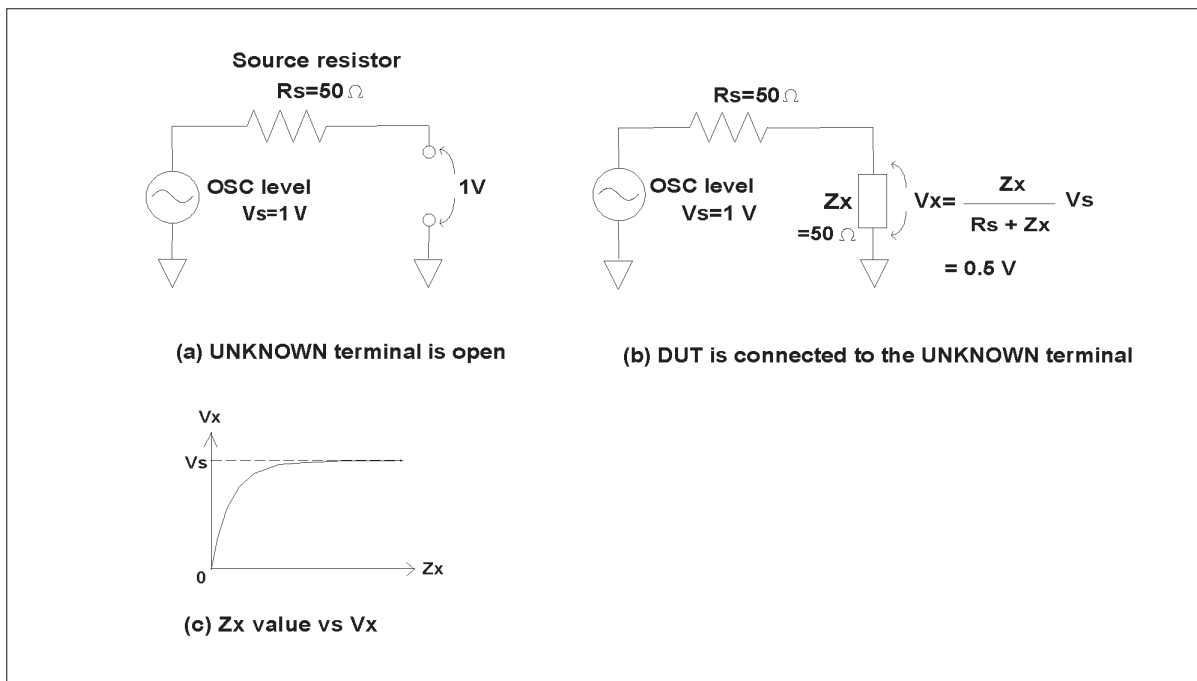 Source resistor
Rs=50 Ω
OSC level
Vs=1 V
1V
(a) UNKNOWN terminal is open
Rs=50 Ω
OSC level
Vs=1 V
Zx
=50 Ω
Vx= Zx / Rs + Zx Vs
= 0.5 V
(b) DUT is connected to the UNKNOWN terminal
Vx
Vs
0
Zx
(c) Zx value vs Vx